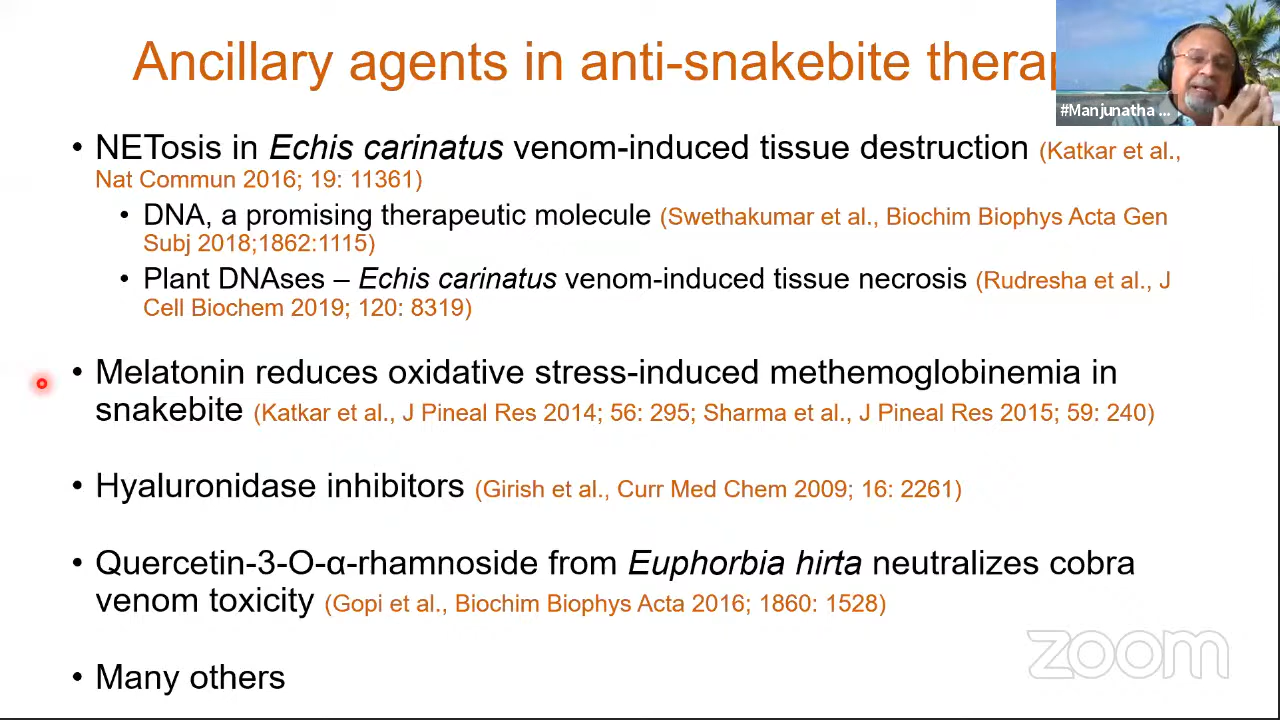 Ancillary agents in anti-snakebite therap
#Manjunatha ...
• NETosis in Echis carinatus venom-induced tissue destruction (Katkar et al.,
Nat Commun 2016; 19: 11361)
• DNA, a promising therapeutic molecule (Swethakumar et al., Biochim Biophys Acta Gen
Subj 2018;1862:1115)
• Plant DNAses – Echis carinatus venom-induced tissue necrosis (Rudresha et al., J
Cell Biochem 2019; 120: 8319)
• Melatonin reduces oxidative stress-induced methemoglobinemia in
snakebite (Katkar et al., J Pineal Res 2014; 56: 295; Sharma et al., J Pineal Res 2015; 59: 240)
• Hyaluronidase inhibitors (Girish et al., Curr Med Chem 2009; 16: 2261)
• Quercetin-3-O-α-rhamnoside from Euphorbia hirta neutralizes cobra
venom toxicity (Gopi et al., Biochim Biophys Acta 2016; 1860: 1528)
zoom
• Many others